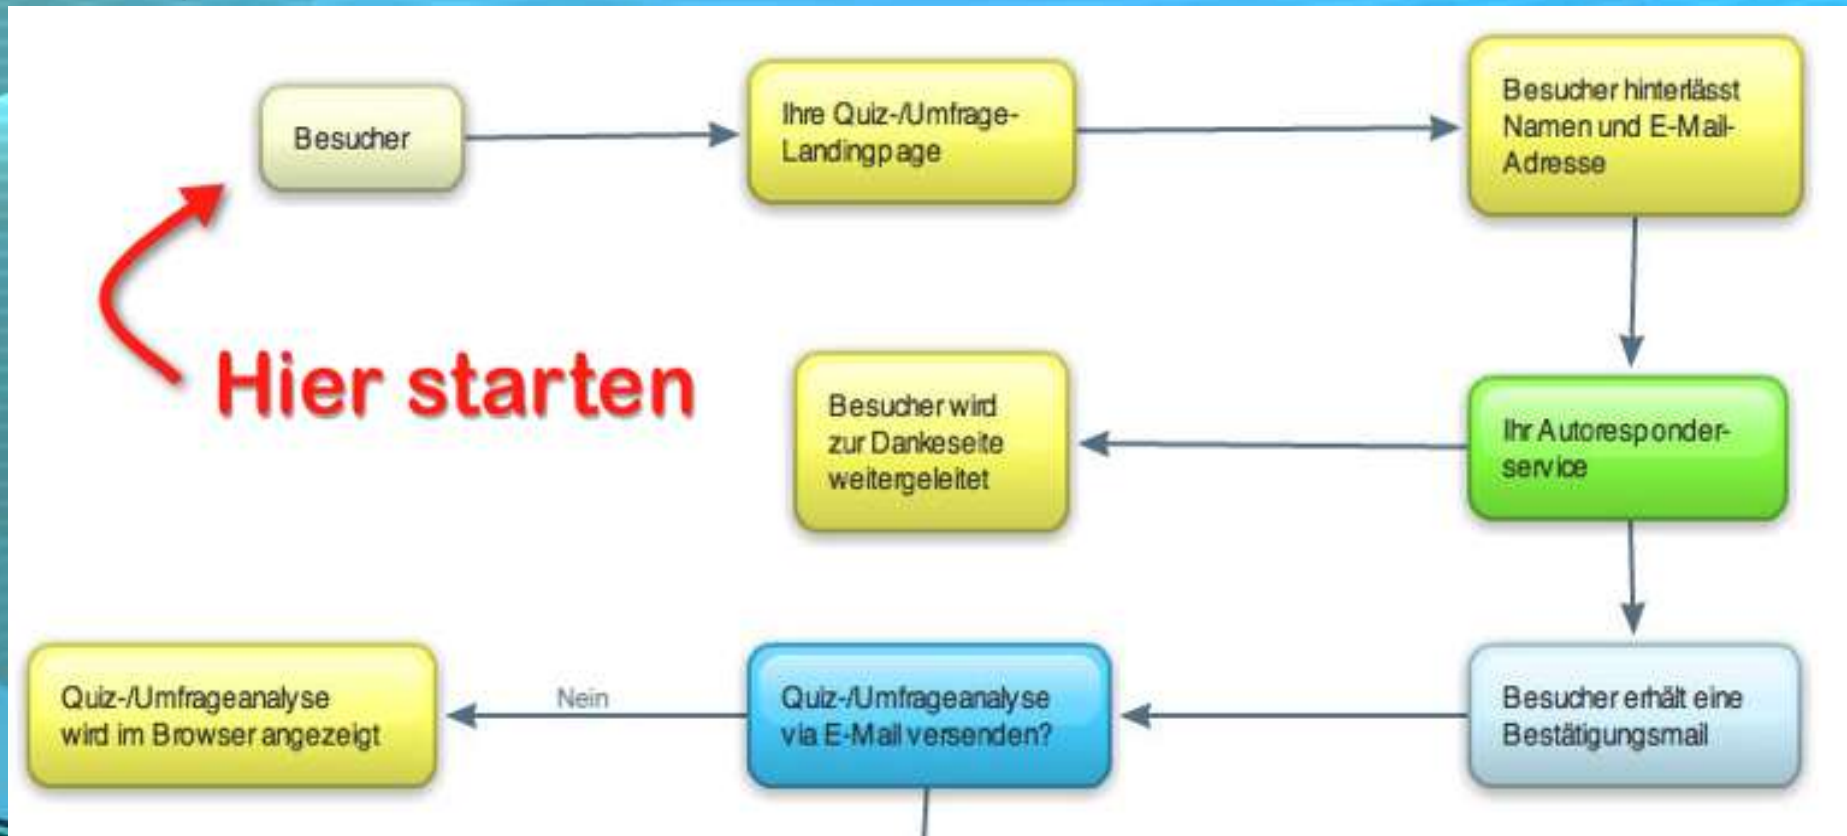 Besucher
Ihre Quiz-/Umfrage-
Landingpage
Besucher hinterlässt
Namen und E-Mail-
Adresse
Hier starten
Besucher wird
zur Dankeseite
weitergeleitet
Ihr Autoresponder-
service
Quiz-/Umfrageanalyse
wird im Browser angezeigt
Nein
Quiz-/Umfrageanalyse
via E-Mail versenden?
Besucher erhält eine
Bestätigungsmail